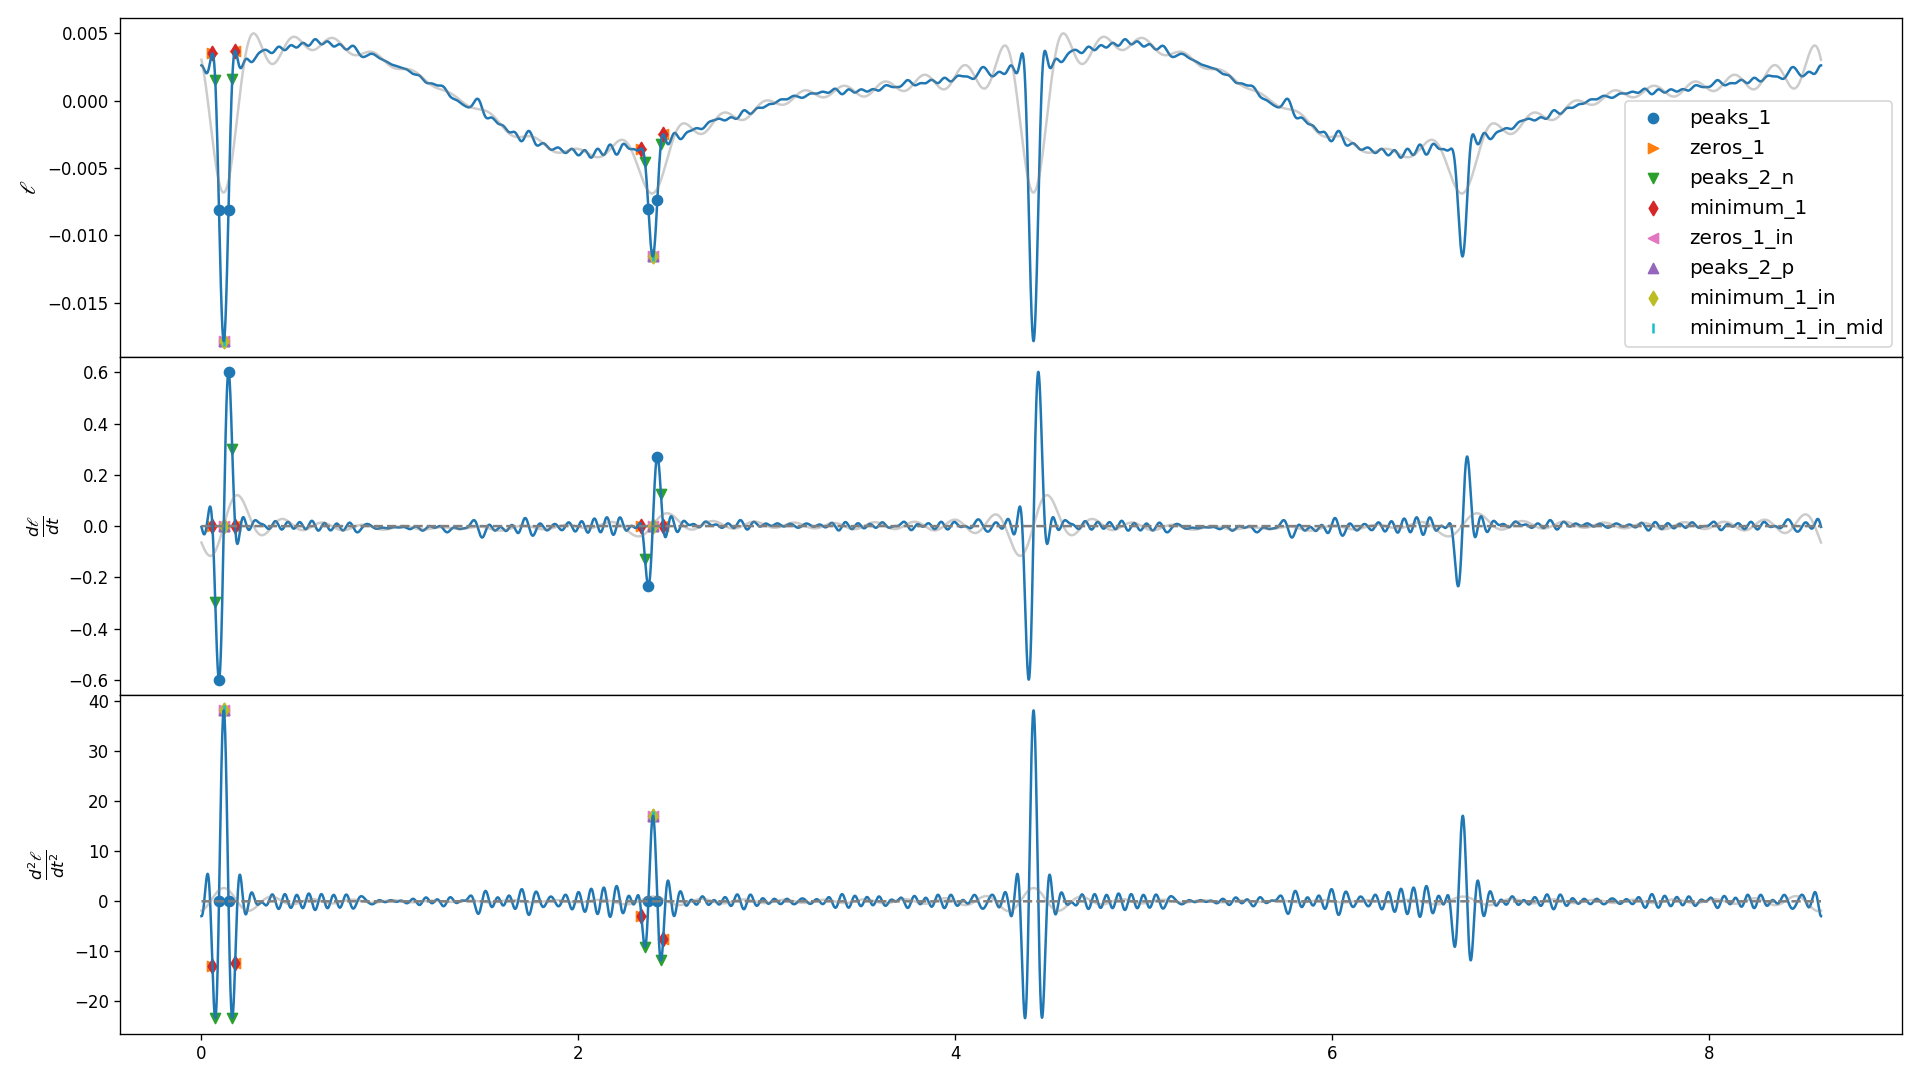 0.005
0.000
−0.005
−0.010
−0.015
ℓ
peaks_1
zeros_1
peaks_2_n
minimum_1
zeros_1_in
peaks_2_p
minimum_1_in
minimum_1_in_mid
0.6
0.4
0.2
0.0
−0.2
−0.4
−0.6
dℓ
dt
40
30
20
10
0
−10
−20
d²ℓ
dt²
0 2 4 6 8